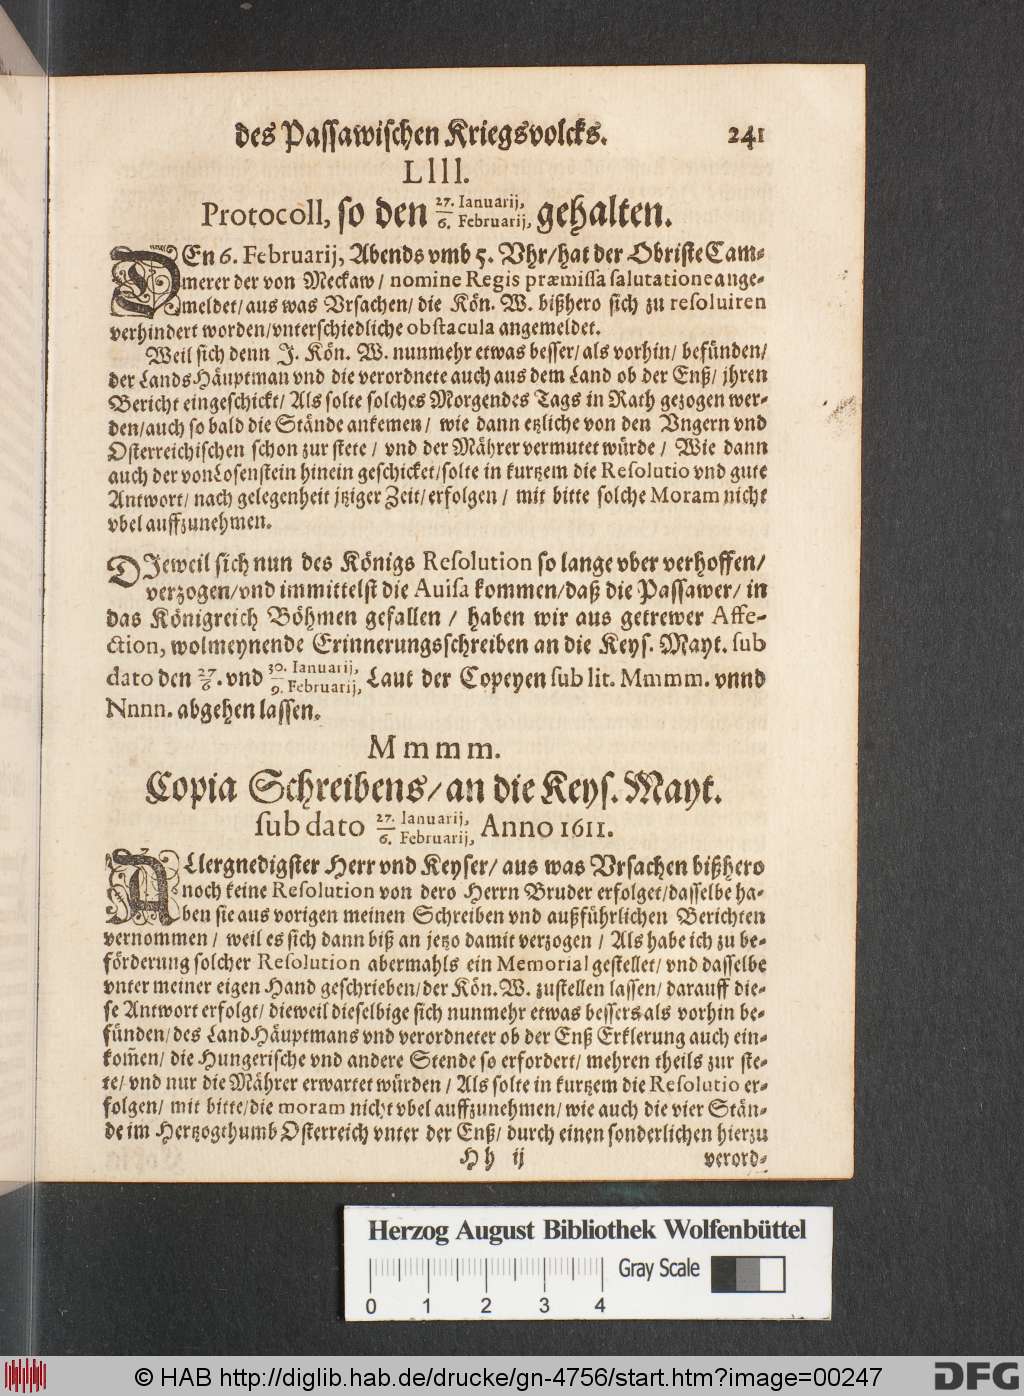 des Passawischen Kriegsvolcks. 241
Llll.
Protocoll, so den 27. Ianuarij, / 6. Februarij, gehalten.
DEn 6. Februarij, Abends vmb 5. Vhr/hat der Obriste Cam-
merer der von Meckaw/ nomine Regis præmissa salutatione ange-
meldet/aus was Vrsachen/ die Kön. W. bißhero sich zu resolviren
verhindert worden/vnterschiedliche obstacula angemeldet.
Weil sich denn J. Kön. W. nunmehr etwas besser/als vorhin/ befünden/
der LandsHäuptman vnd die verordnete auch aus dem Land ob der Enß/ jhren
Bericht eingeschickt/ Als solte solches Morgendes Tags in Rath gezogen wer-
den/auch so bald die Stände ankemen/ wie dann etzliche von den Vngern vnd
Osterreichischen schon zur stete/ vnd der Mährer vermutet würde/ Wie dann
auch der von Losenstein hinein geschicket/solte in kurtzem die Resolutio vnd gute
Antwort/ nach gelegenheit jtziger Zeit/erfolgen/ mit bitte solche Moram nicht
vbel auffzunehmen.
DJeweil sich nun des Königs Resolution so lange vber verhoffen/
verzogen/vnd immittelst die Avisa kommen/daß die Passawer/ in
das Königreich Böhmen gefallen/ haben wir aus getrewer Affe-
ction, wolmeynende Erinnerungsschreiben an die Keys. Mayt. sub
dato den 27/6. vnd 30. Ianuarij, / 9. Februarij, Laut der Copeyen sub lit. Mmmm. vnnd
Nnnn. abgehen lassen.
Mmmm.
Copia Schreibens/an die Keys. Mayt.
sub dato 27. Ianuarij, / 6. Februarij, Anno 1611.
ALlergnedigster Herr vnd Keyser/ aus was Vrsachen bißhero
noch keine Resolution von dero Herrn Bruder erfolget/dasselbe ha-
ben sie aus vorigen meinen Schreiben vnd außführlichen Berichten
vernommen/ weil es sich dann biß an jetzo damit verzogen/ Als habe ich zu be-
förderung solcher Resolution abermahls ein Memorial gestellet/ vnd dasselbe
vnter meiner eigen Hand geschrieben/der Kön. W. zustellen lassen/ darauff die-
se Antwort erfolgt/ dieweil dieselbige sich nunmehr etwas bessers als vorhin be-
fünden/des LandHäuptmans vnd verordneter ob der Enß Erklerung auch ein-
kom̃en/ die Hungerische vnd andere Stende so erfordert/ mehren theils zur ste-
te/ vnd nur die Mährer erwartet würden/ Als solte in kurtzem die Resolutio er-
folgen/ mit bitte/die moram nicht vbel auffzunehmen/ wie auch die vier Stän-
de im Hertzogthumb Osterreich vnter der Enß/ durch einen sonderlichen hierzu
Hh ij verord-
Herzog August Bibliothek Wolfenbüttel
Gray Scale
0 1 2 3 4
© HAB http://diglib.hab.de/drucke/gn-4756/start.htm?image=00247
DFG